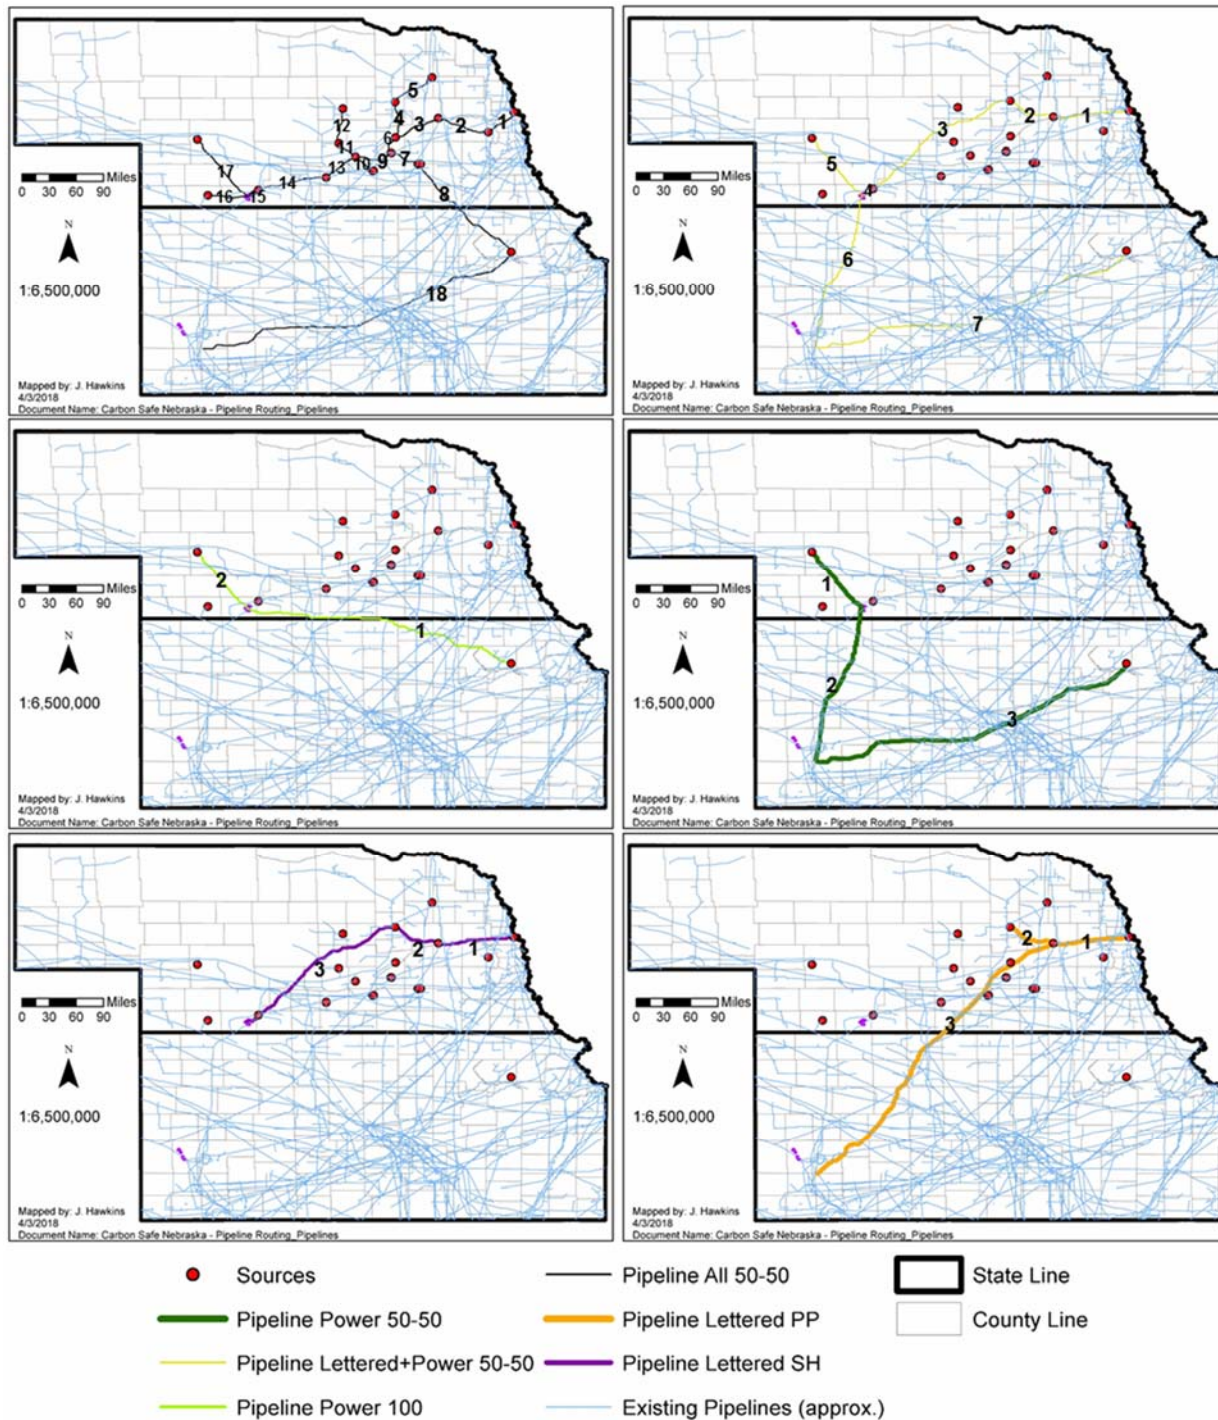 5
12
4
3
2
1
6
11
13
10
9
7
17
14
16
15
8
Miles
0 30 60 90
N
18
1:6,500,000
Mapped by: J. Hawkins
4/3/2018
Document Name: Carbon Safe Nebraska - Pipeline Routing_Pipelines
3
2
1
5
4
Miles
0 30 60 90
N
6
1:6,500,000
7
Mapped by: J. Hawkins
4/3/2018
Document Name: Carbon Safe Nebraska - Pipeline Routing_Pipelines
2
Miles
0 30 60 90
1
N
1:6,500,000
Mapped by: J. Hawkins
4/3/2018
Document Name: Carbon Safe Nebraska - Pipeline Routing_Pipelines
1
Miles
0 30 60 90
N
2
1:6,500,000
3
Mapped by: J. Hawkins
4/3/2018
Document Name: Carbon Safe Nebraska - Pipeline Routing_Pipelines
2
1
3
Miles
0 30 60 90
N
1:6,500,000
Mapped by: J. Hawkins
4/3/2018
Document Name: Carbon Safe Nebraska - Pipeline Routing_Pipelines
2
1
Miles
0 30 60 90
3
N
1:6,500,000
Mapped by: J. Hawkins
4/3/2018
Document Name: Carbon Safe Nebraska - Pipeline Routing_Pipelines
Sources
Pipeline All 50-50
State Line
Pipeline Power 50-50
Pipeline Lettered PP
County Line
Pipeline Lettered+Power 50-50
Pipeline Lettered SH
Pipeline Power 100
Existing Pipelines (approx.)